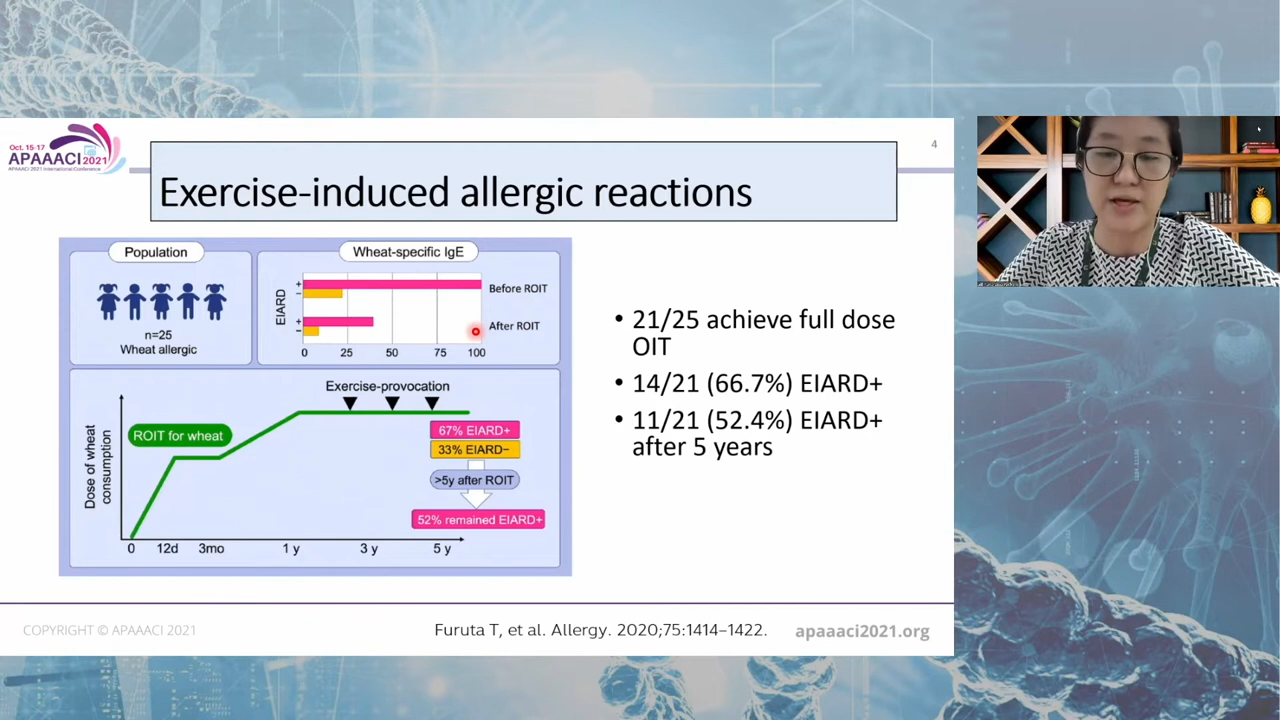 Oct. 15-17
APAAACI 2021
APAAACI 2021 International Conference
4
Exercise-induced allergic reactions
Population
n=25
Wheat allergic
Wheat-specific IgE
EIARD
+
−
+
−
Before ROIT
After ROIT
0 25 50 75 100
Dose of wheat
consumption
ROIT for wheat
Exercise-provocation
67% EIARD+
33% EIARD−
>5y after ROIT
52% remained EIARD+
0 12d 3mo 1 y 3 y 5 y
• 21/25 achieve full dose
OIT
• 14/21 (66.7%) EIARD+
• 11/21 (52.4%) EIARD+
after 5 years
COPYRIGHT © APAAACI 2021
Furuta T, et al. Allergy. 2020;75:1414–1422.
apaaaci2021.org